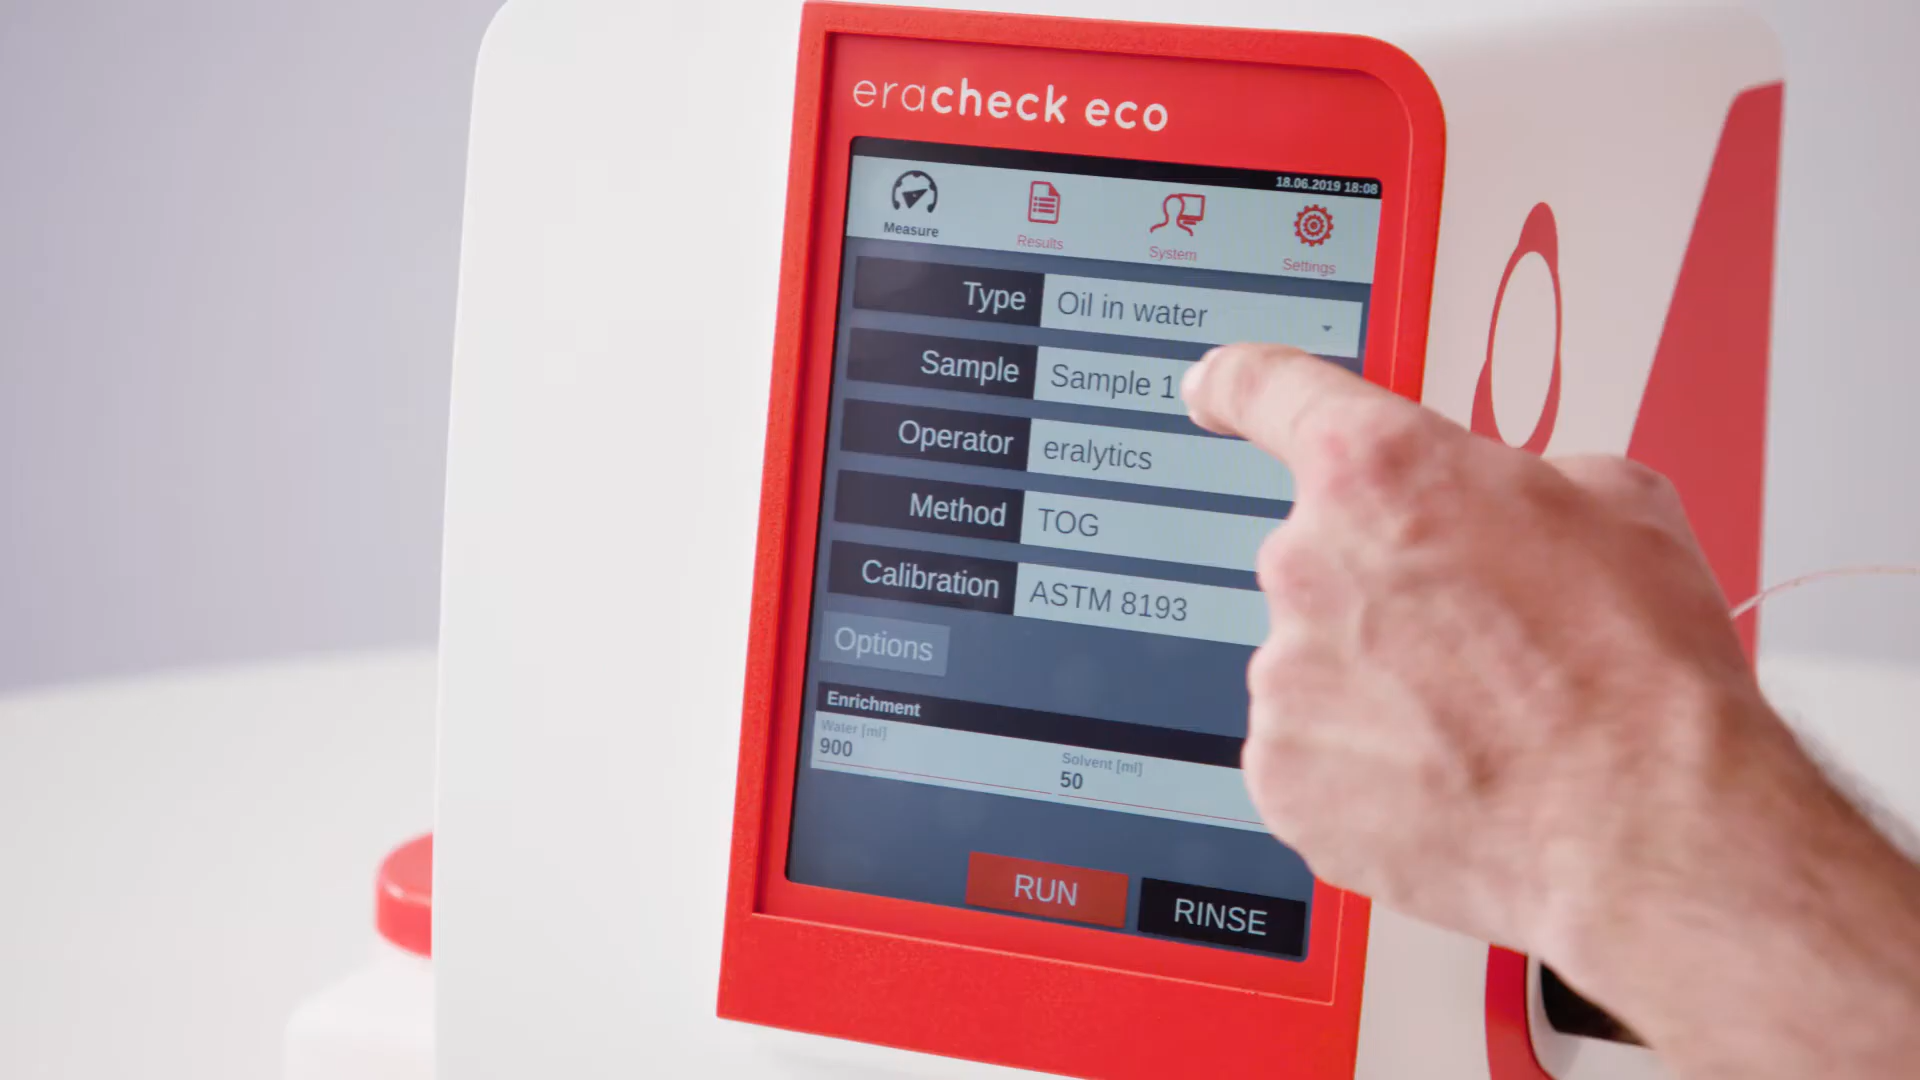 eracheck eco
18.06.2019 18:08
Measure
Results
System
Settings
Type Oil in water
Sample Sample 1
Operator eralytics
Method TOG
Calibration ASTM 8193
Options
Enrichment
Water [ml]
900
Solvent [ml]
50
RUN
RINSE